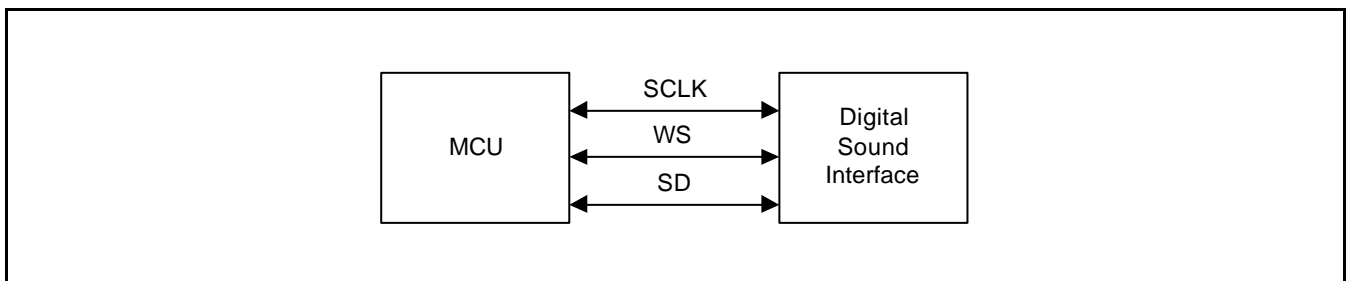 SCLK
WS
SD
MCU
Digital
Sound
Interface